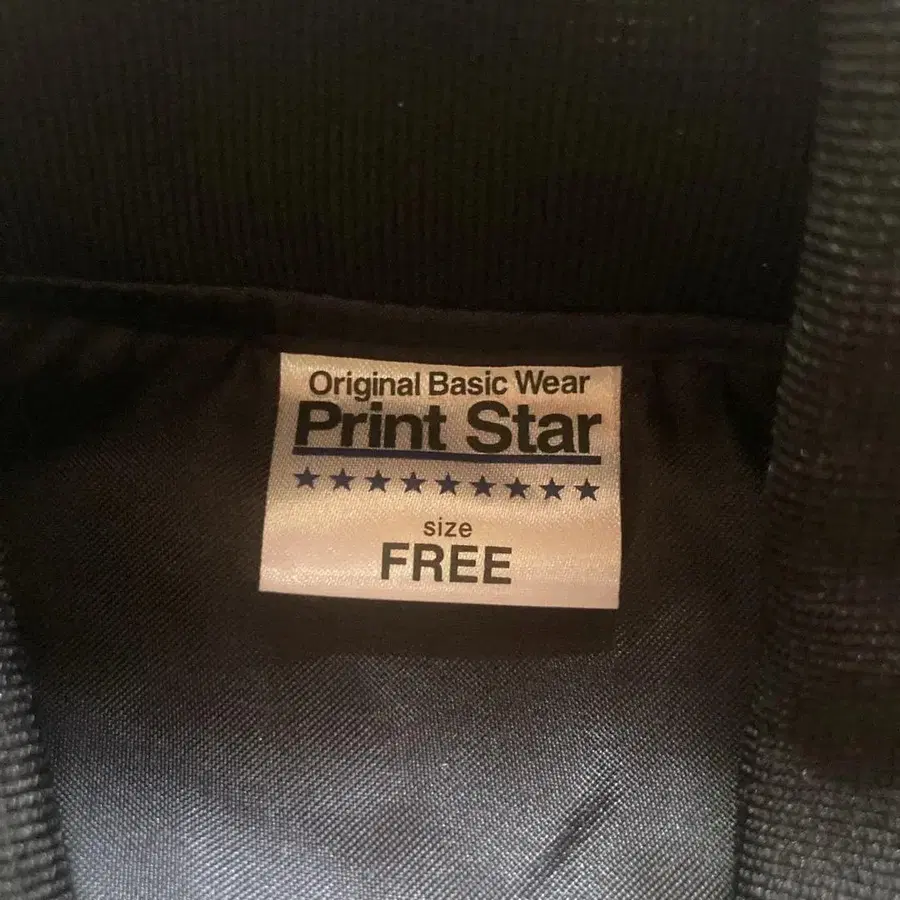 Original Basic Wear
Print Star
★★★★★★★★★
size
FREE